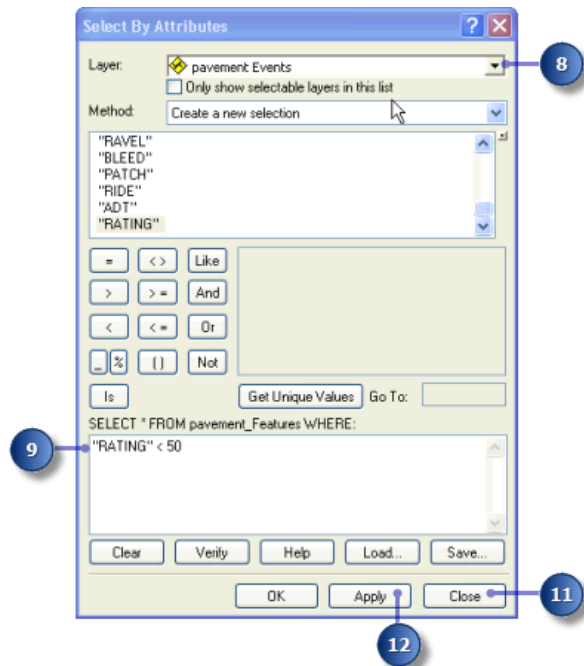 Select By Attributes
Layer: pavement Events
8
Only show selectable layers in this list
Method: Create a new selection
"RAVEL"
"BLEED"
"PATCH"
"RIDE"
"ADT"
"RATING"
= <> Like
> >= And
< <= Or
_ % () Not
Is Get Unique Values Go To:
SELECT * FROM pavement_Features WHERE:
9
"RATING" < 50
Clear Verify Help Load... Save...
OK Apply Close
11
12